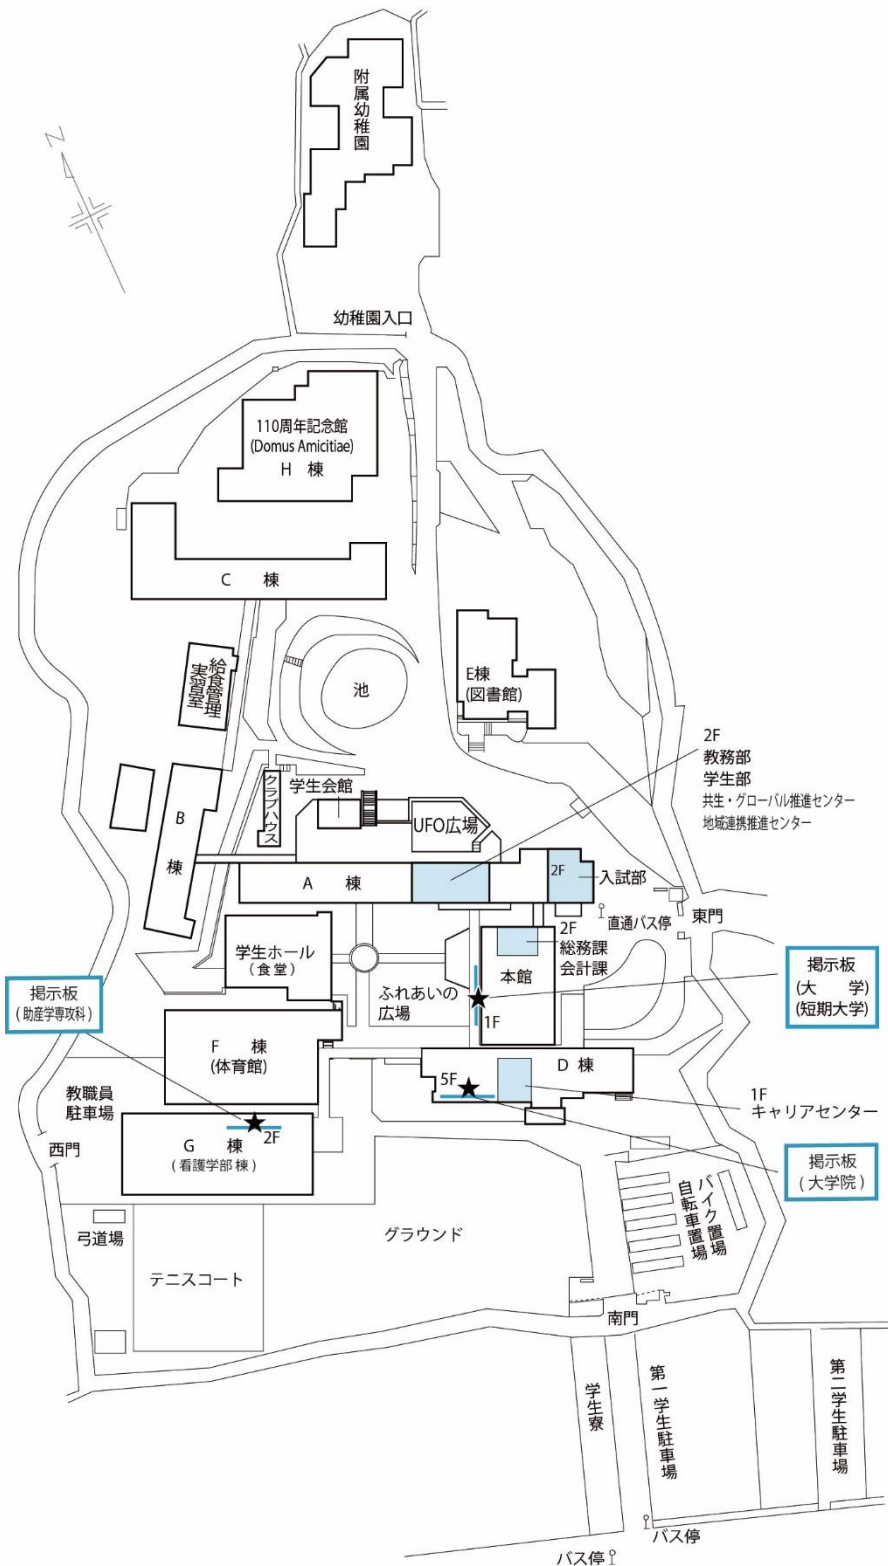 附属幼稚園
N
幼稚園入口
110周年記念館
(Domus Amicitiae)
H 棟
C 棟
給食管理
実習室
池
E棟
(図書館)
2F
教務部
学生部
共生・グローバル推進センター
地域連携推進センター
学生会館
クラブハウス
UFO広場
B 棟
A 棟
2F
入試部
直通バス停
東門
学生ホール
(食堂)
2F
総務課
会計課
本館
掲示板
(大 学)
(短期大学)
掲示板
(助産学専攻科)
ふれあいの
広場
1F
F 棟
(体育館)
D 棟
5F
教職員
駐車場
1F
キャリアセンター
2F
G 棟
(看護学部棟)
西門
掲示板
(大学院)
バイク置場
自転車置場
弓道場
グラウンド
テニスコート
南門
学生寮
第一学生駐車場
第二学生駐車場
バス停
バス停